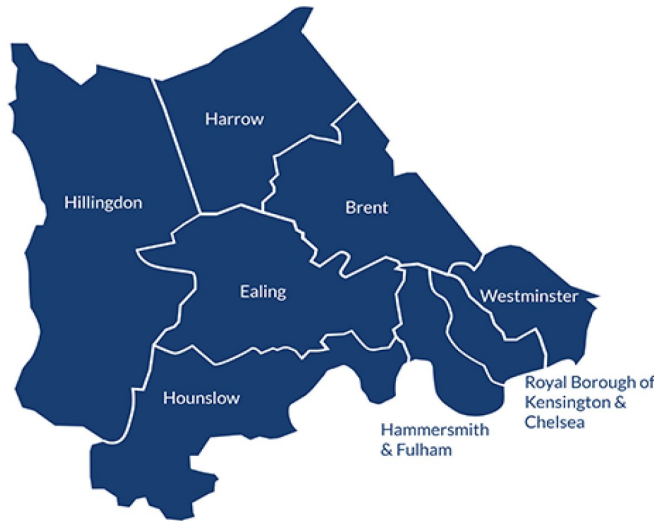 Harrow
Hillingdon
Brent
Ealing
Westminster
Hounslow
Royal Borough of
Kensington &
Chelsea
Hammersmith
& Fulham